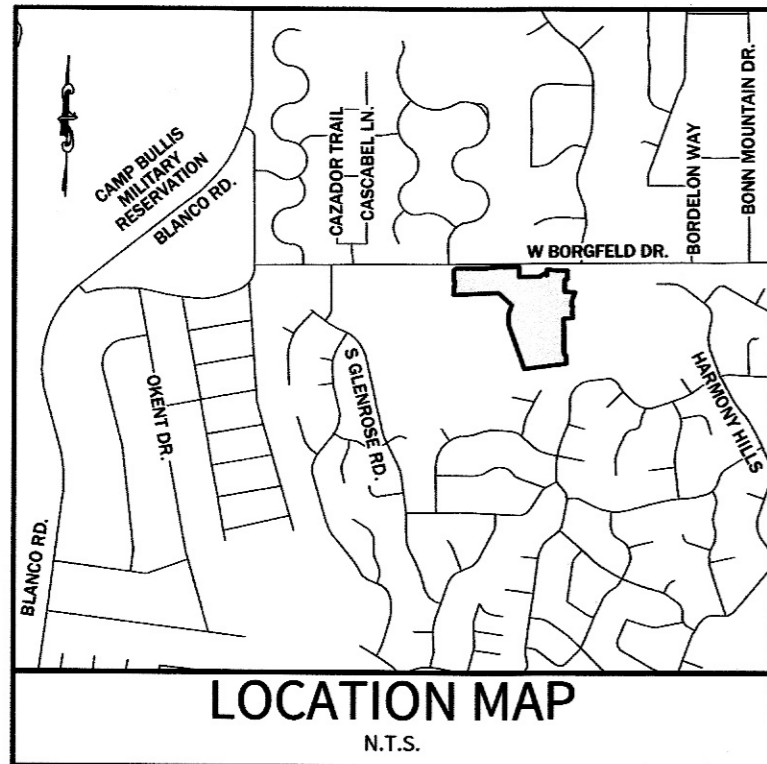 CAMP BULLIS
MILITARY
RESERVATION
BLANCO RD.
CAZADOR TRAIL
CASCABEL LN.
BORDELON WAY
BONN MOUNTAIN DR.
W BORGFELD DR.
OKENT DR.
S GLENROSE RD.
HARMONY HILLS
BLANCO RD.
LOCATION MAP
N.T.S.